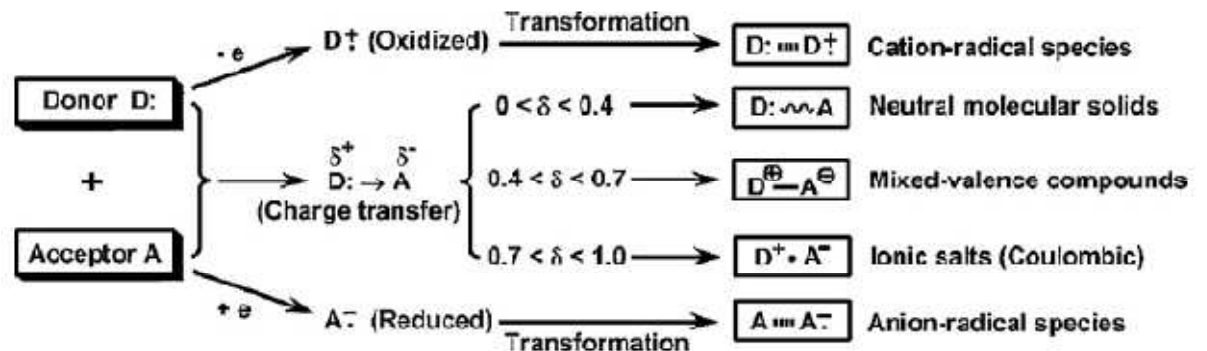 Transformation
- e
D⁺̣ (Oxidized)
D: ··· D⁺̣
Cation-radical species
Donor D:
+
Acceptor A
δ⁺ δ⁻
D: → A
(Charge transfer)
0 < δ < 0.4
D: ~~ A
Neutral molecular solids
0.4 < δ < 0.7
D⊕—A⊖
Mixed-valence compounds
0.7 < δ < 1.0
D⁺ • A⁻
Ionic salts (Coulombic)
+ e
A⁻̣ (Reduced)
Transformation
A ··· A⁻̣
Anion-radical species